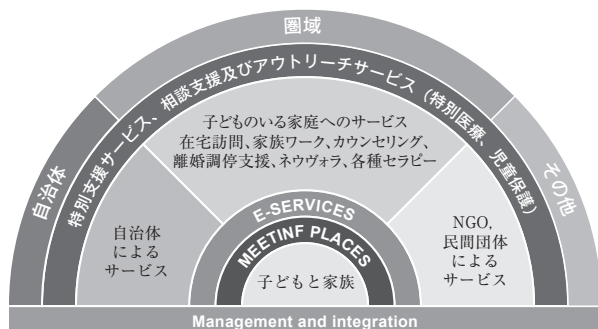 圏域
自治体
その他
特別支援サービス、相談支援及びアウトリーチサービス（特別医療、児童保護）
子どものいる家庭へのサービス
在宅訪問、家族ワーク、カウンセリング、
離婚調停支援、ネウヴォラ、各種セラピー
自治体
による
サービス
NGO,
民間団体
による
サービス
E-SERVICES
MEETINF PLACES
子どもと家族
Management and integration